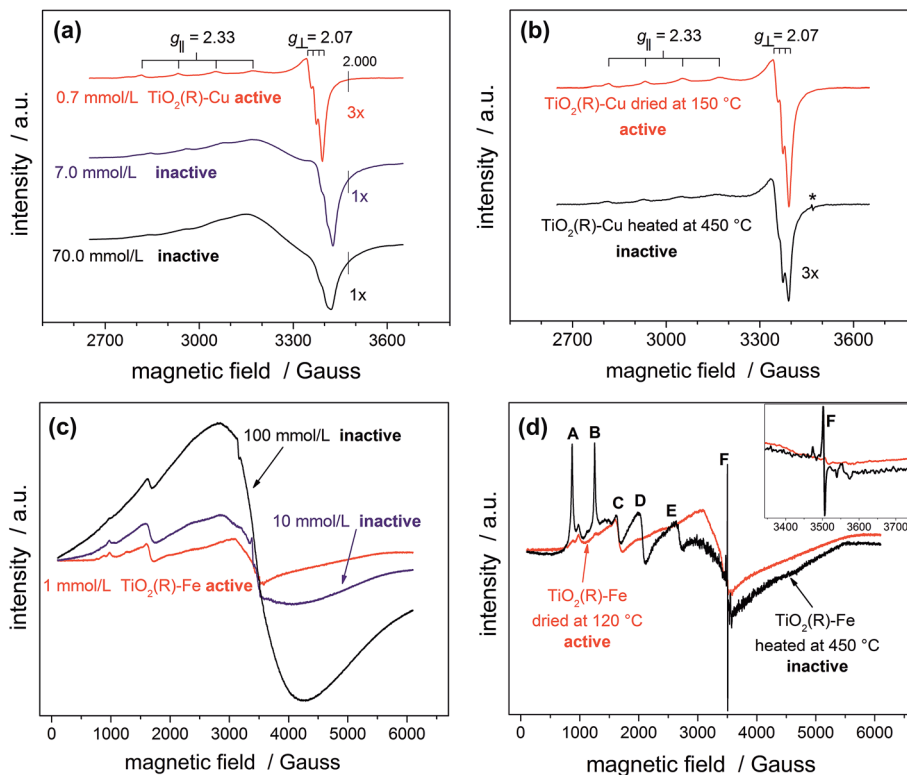 (a)
g∥ = 2.33
g⊥= 2.07
2.000
0.7 mmol/L TiO₂(R)-Cu active
3x
7.0 mmol/L inactive
1x
70.0 mmol/L inactive
1x
intensity / a.u.
2700 3000 3300 3600
magnetic field / Gauss
(b)
g∥ = 2.33
g⊥= 2.07
TiO₂(R)-Cu dried at 150 °C
active
*
TiO₂(R)-Cu heated at 450 °C
inactive
3x
intensity / a.u.
2700 3000 3300 3600
magnetic field / Gauss
(c)
100 mmol/L inactive
10 mmol/L inactive
1 mmol/L TiO₂(R)-Fe active
intensity / a.u.
0 1000 2000 3000 4000 5000 6000
magnetic field / Gauss
(d)
A
B
C
D
E
F
F
3400 3500 3600
TiO₂(R)-Fe
dried at 120 °C
active
TiO₂(R)-Fe
heated at 450 °C
inactive
intensity / a.u.
0 1000 2000 3000 4000 5000 6000
magnetic field / Gauss